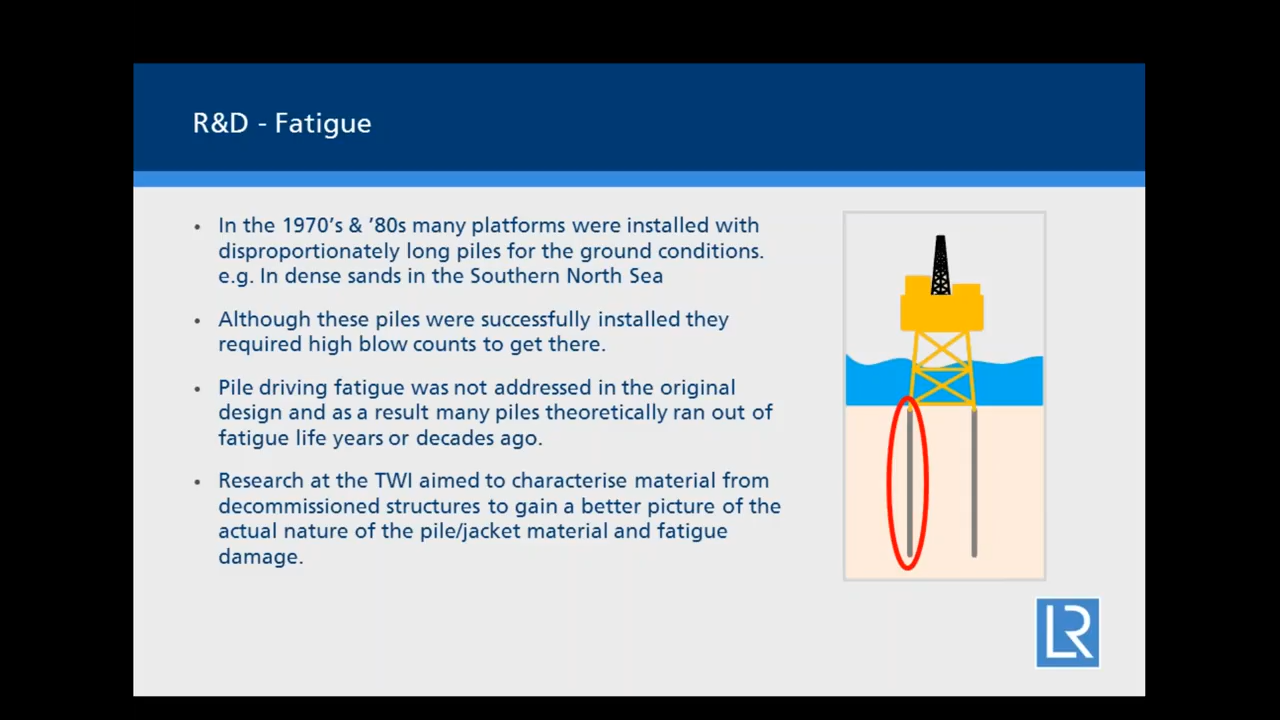 R&D - Fatigue
• In the 1970's & '80s many platforms were installed with
disproportionately long piles for the ground conditions.
e.g. In dense sands in the Southern North Sea
• Although these piles were successfully installed they
required high blow counts to get there.
• Pile driving fatigue was not addressed in the original
design and as a result many piles theoretically ran out of
fatigue life years or decades ago.
• Research at the TWI aimed to characterise material from
decommissioned structures to gain a better picture of the
actual nature of the pile/jacket material and fatigue
damage.
LR